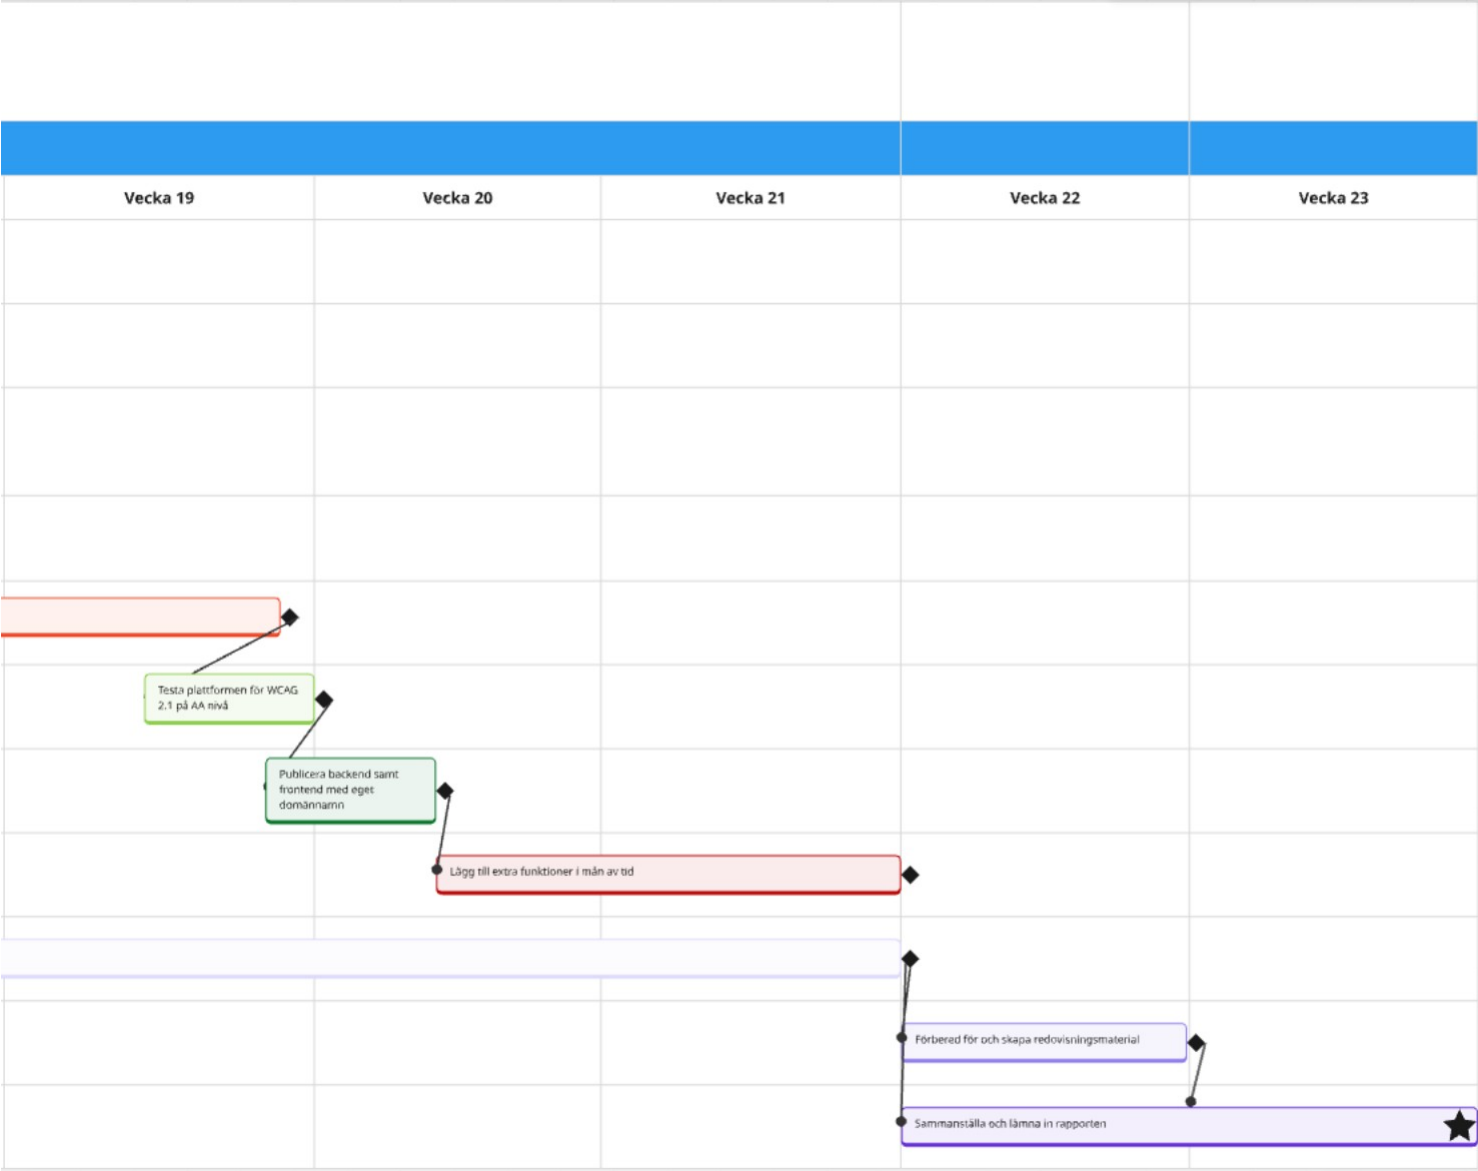 Vecka 19
Vecka 20
Vecka 21
Vecka 22
Vecka 23
Testa plattformen för WCAG
2.1 på AA nivå
Publicera backend samt
frontend med eget
domännamn
Lägg till extra funktioner i mån av tid
Förbered för och skapa redovisningsmaterial
Sammanställa och lämna in rapporten